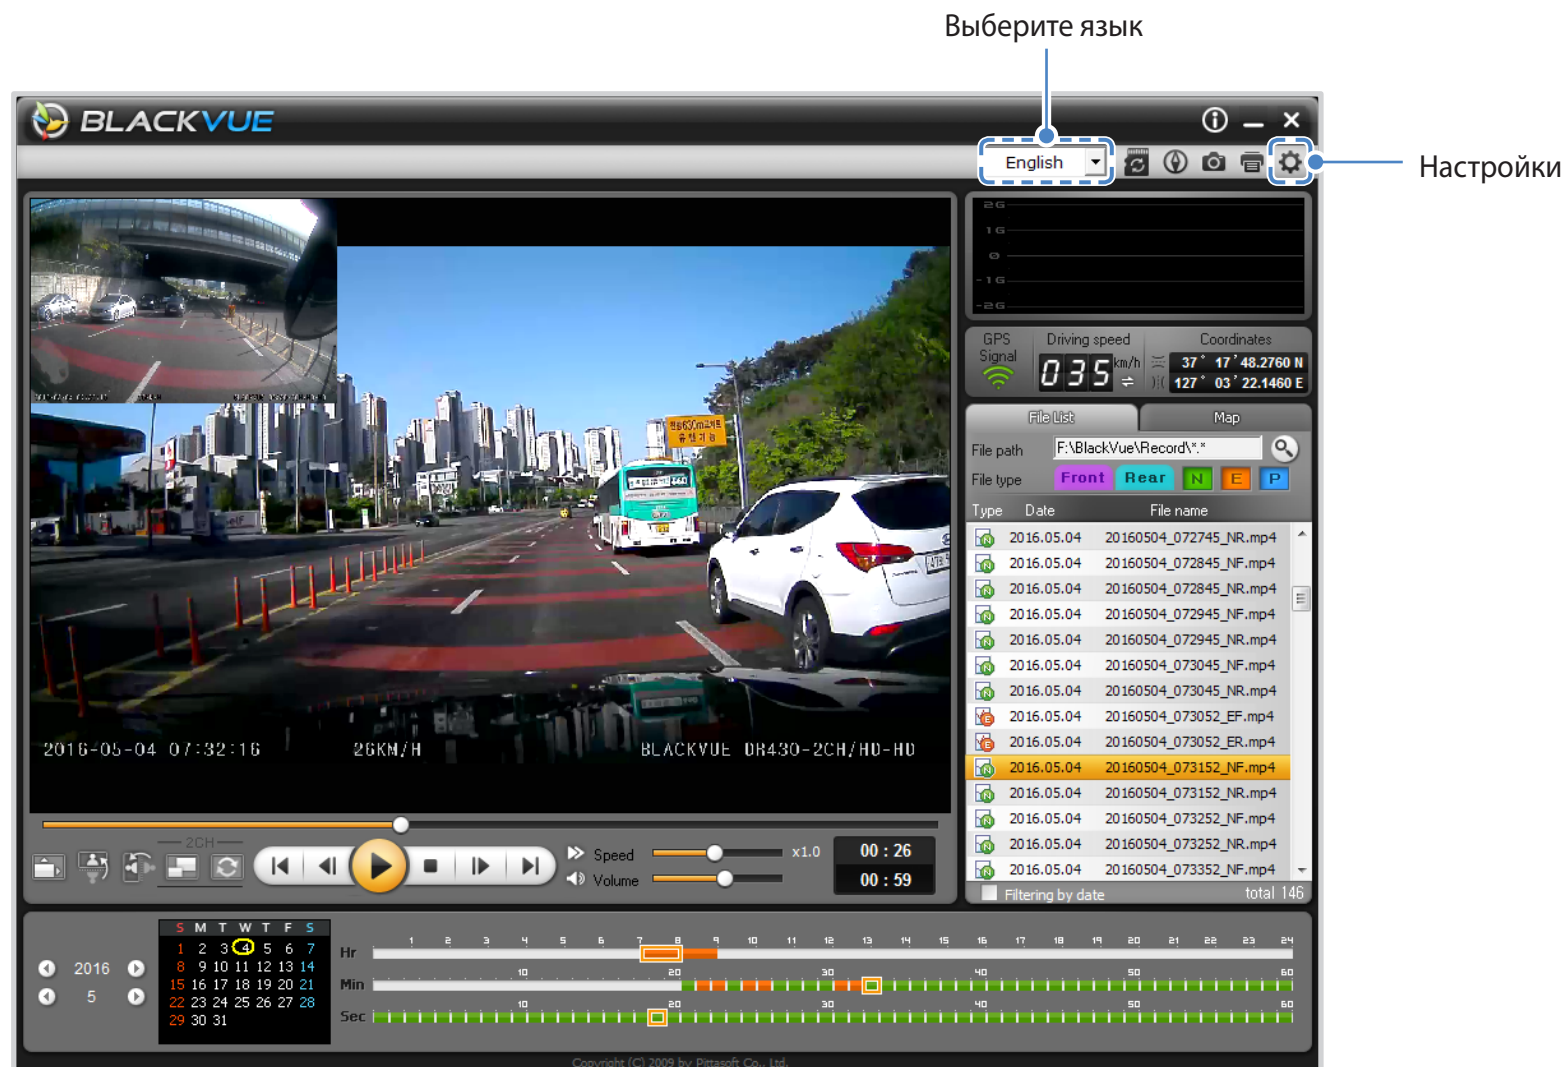 Выберите язык
BLACKVUE
English
Настройки
2G
1G
0
-1G
-2G
GPS Signal
Driving speed
Coordinates
035 km/h
37° 17' 48.2760 N
127° 03' 22.1460 E
File List
Map
File path F:\BlackVue\Record\*.*
File type Front Rear N E P
Type Date File name
2016.05.04 20160504_072745_NR.mp4
2016.05.04 20160504_072845_NF.mp4
2016.05.04 20160504_072845_NR.mp4
2016.05.04 20160504_072945_NF.mp4
2016.05.04 20160504_072945_NR.mp4
2016.05.04 20160504_073045_NF.mp4
2016.05.04 20160504_073045_NR.mp4
2016.05.04 20160504_073052_EF.mp4
2016.05.04 20160504_073052_ER.mp4
2016.05.04 20160504_073152_NF.mp4
2016.05.04 20160504_073152_NR.mp4
2016.05.04 20160504_073252_NF.mp4
2016.05.04 20160504_073252_NR.mp4
2016.05.04 20160504_073352_NF.mp4
Filtering by date total 146
2016-05-04 07:32:16 26KM/H BLACKVUE DR430-2CH/HD-HD
2CH
Speed x1.0 00 : 26
Volume 00 : 59
2016
5
S M T W T F S
1 2 3 4 5 6 7
8 9 10 11 12 13 14
15 16 17 18 19 20 21
22 23 24 25 26 27 28
29 30 31
1 2 3 4 5 6 7 8 9 10 11 12 13 14 15 16 17 18 19 20 21 22 23 24
Hr
10 20 30 40 50 60
Min
10 20 30 40 50 60
Sec
Copyright (C) 2009 by Pittasoft Co., Ltd.